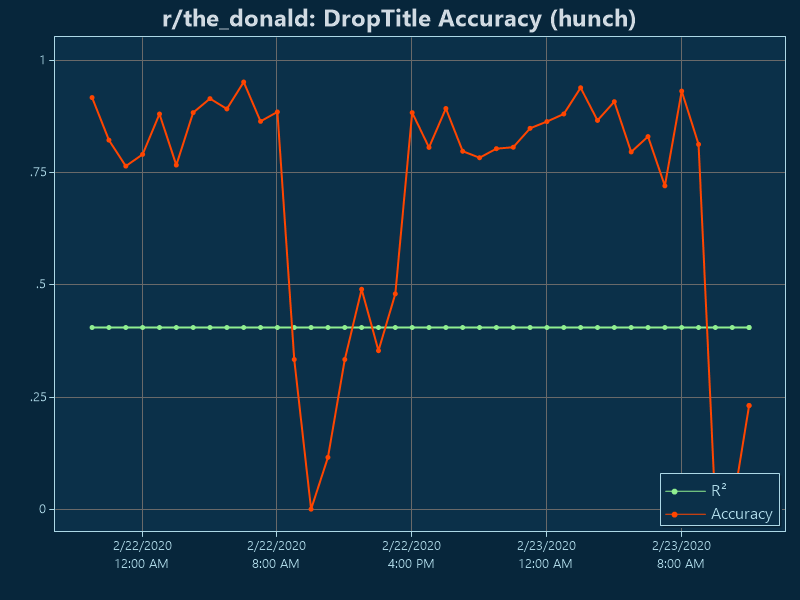 r/the_donald: DropTitle Accuracy (hunch)
1
.75
.5
.25
0
R²
Accuracy
2/22/2020 2/22/2020 2/22/2020 2/23/2020 2/23/2020
12:00 AM 8:00 AM 4:00 PM 12:00 AM 8:00 AM